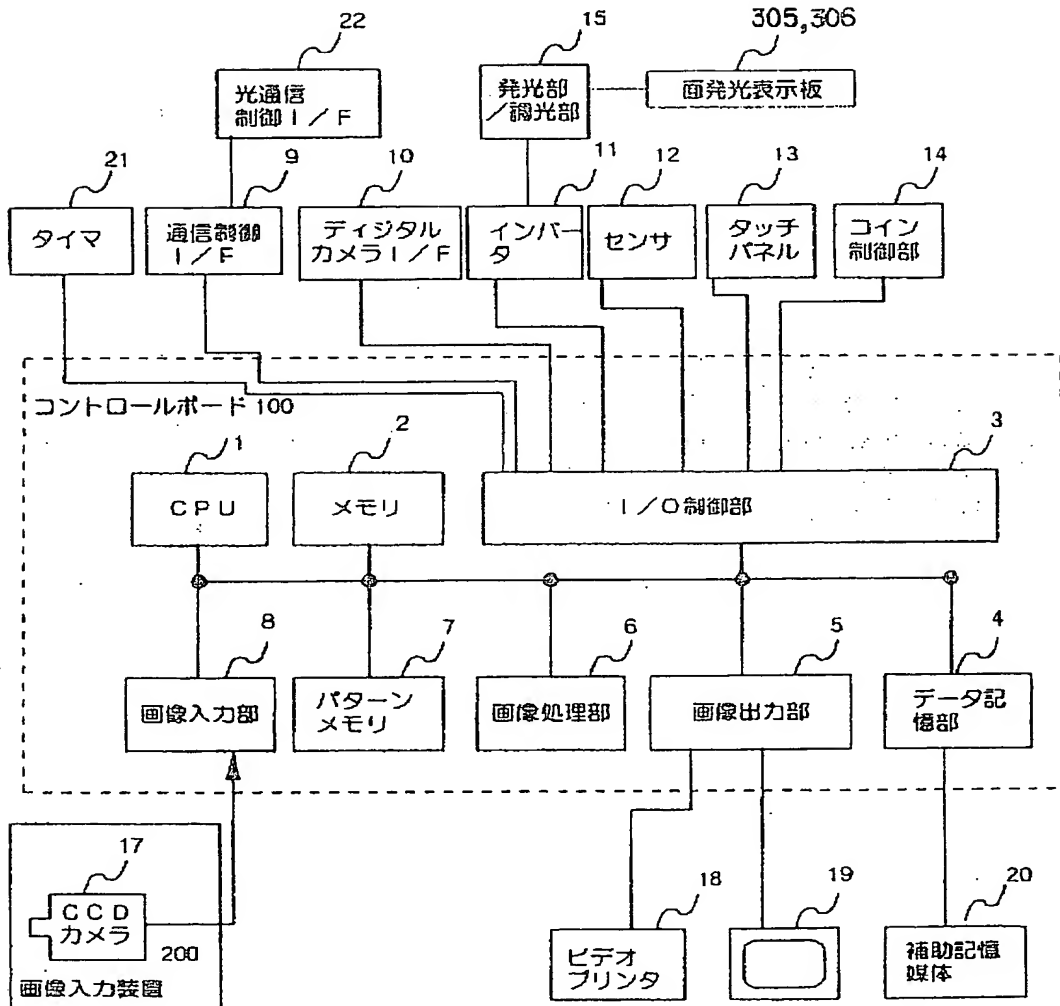 22
15
305,306
光通信
制御I/F
発光部
/調光部
面発光表示板
21
9
10
11
12
13
14
タイマ
通信制御
I/F
ディジタル
カメラI/F
インバー
タ
センサ
タッチ
パネル
コイン
制御部
コントロールボード100
1
2
3
CPU
メモリ
I/O制御部
8
7
6
5
4
画像入力部
パターン
メモリ
画像処理部
画像出力部
データ記
憶部
17
CCD
カメラ
200
画像入力装置
18
19
20
ビデオ
プリンタ
補助記憶
媒体